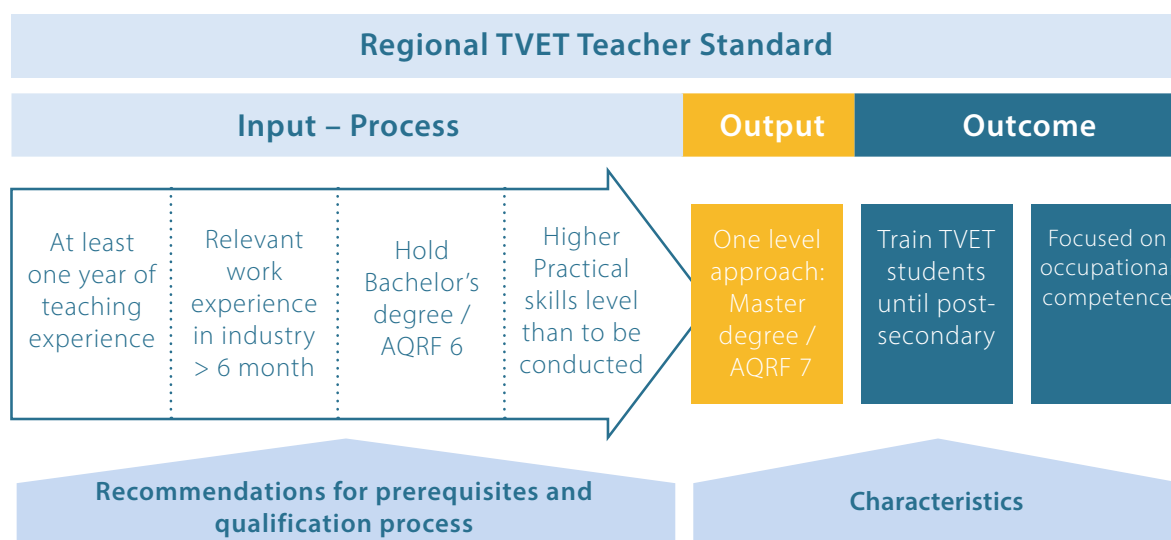 Regional TVET Teacher Standard
Input – Process
Output
Outcome
At least
one year of
teaching
experience
Relevant
work
experience
in industry
> 6 month
Hold
Bachelor's
degree /
AQRF 6
Higher
Practical
skills level
than to be
conducted
One level
approach:
Master
degree /
AQRF 7
Train TVET
students
until post-
secondary
Focused on
occupational
competence
Recommendations for prerequisites and
qualification process
Characteristics